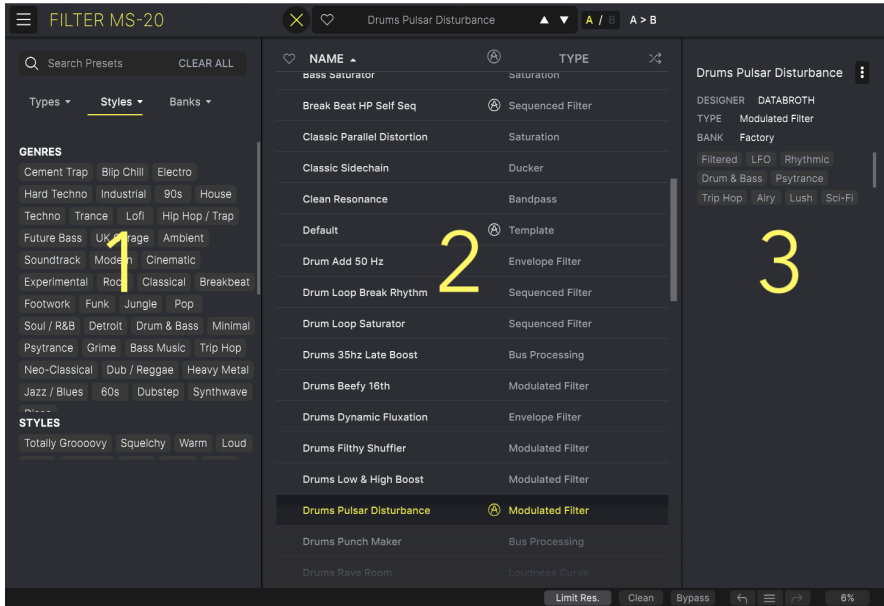 FILTER MS-20
Drums Pulsar Disturbance
A / B A > B
Search Presets CLEAR ALL
Types Styles Banks
GENRES
Cement Trap Blip Chill Electro
Hard Techno Industrial 90s House
Techno Trance Lofi Hip Hop / Trap
Future Bass UK Garage Ambient
Soundtrack Modern Cinematic
Experimental Rock Classical Breakbeat
Footwork Funk Jungle Pop
Soul / R&B Detroit Drum & Bass Minimal
Psytrance Grime Bass Music Trip Hop
Neo-Classical Dub / Reggae Heavy Metal
Jazz / Blues 60s Dubstep Synthwave
STYLES
Totally Groooovy Squelchy Warm Loud
1
NAME TYPE
Bass Saturator Saturation
Break Beat HP Self Seq Sequenced Filter
Classic Parallel Distortion Saturation
Classic Sidechain Ducker
Clean Resonance Bandpass
Default Template
Drum Add 50 Hz Envelope Filter
Drum Loop Break Rhythm Sequenced Filter
Drum Loop Saturator Sequenced Filter
Drums 35hz Late Boost Bus Processing
Drums Beefy 16th Modulated Filter
Drums Dynamic Fluxation Envelope Filter
Drums Filthy Shuffler Modulated Filter
Drums Low & High Boost Modulated Filter
Drums Pulsar Disturbance Modulated Filter
Drums Punch Maker Bus Processing
Drums Rave Room Loudness Curve
2
Drums Pulsar Disturbance
DESIGNER DATABROTH
TYPE Modulated Filter
BANK Factory
Filtered LFO Rhythmic
Drum & Bass Psytrance
Trip Hop Airy Lush Sci-Fi
3
Limit Res. Clean Bypass 6%